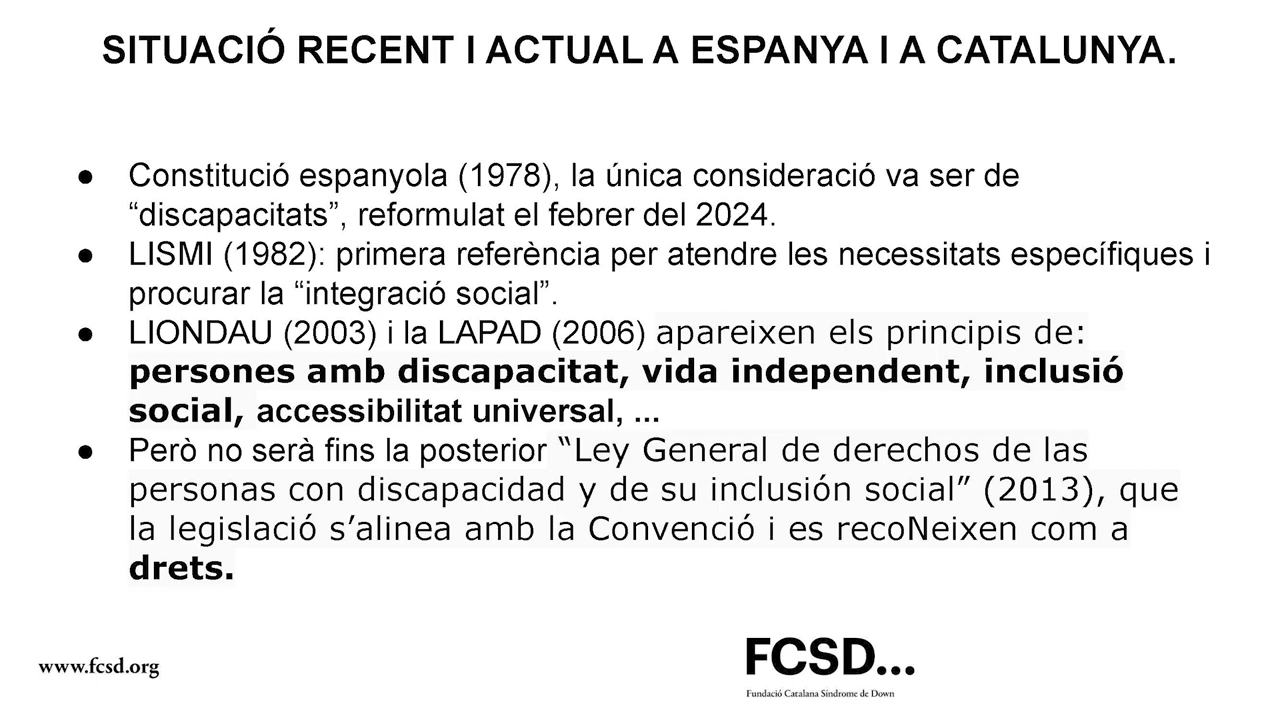 SITUACIÓ RECENT I ACTUAL A ESPANYA I A CATALUNYA.
● Constitució espanyola (1978), la única consideració va ser de
“discapacitats”, reformulat el febrer del 2024.
● LISMI (1982): primera referència per atendre les necessitats específiques i
procurar la “integració social”.
● LIONDAU (2003) i la LAPAD (2006) apareixen els principis de:
persones amb discapacitat, vida independent, inclusió
social, accessibilitat universal, ...
● Però no serà fins la posterior “Ley General de derechos de las
personas con discapacidad y de su inclusión social” (2013), que
la legislació s’alinea amb la Convenció i es recoNeixen com a
drets.
www.fcsd.org
FCSD...
Fundació Catalana Síndrome de Down